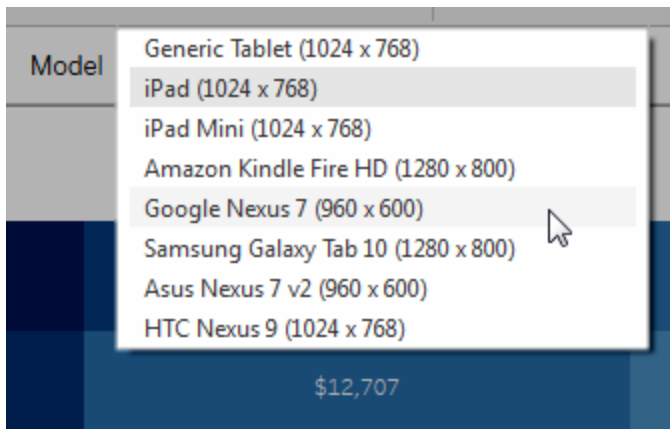 Model
Generic Tablet (1024 x 768)
iPad (1024 x 768)
iPad Mini (1024 x 768)
Amazon Kindle Fire HD (1280 x 800)
Google Nexus 7 (960 x 600)
Samsung Galaxy Tab 10 (1280 x 800)
Asus Nexus 7 v2 (960 x 600)
HTC Nexus 9 (1024 x 768)
$12,707